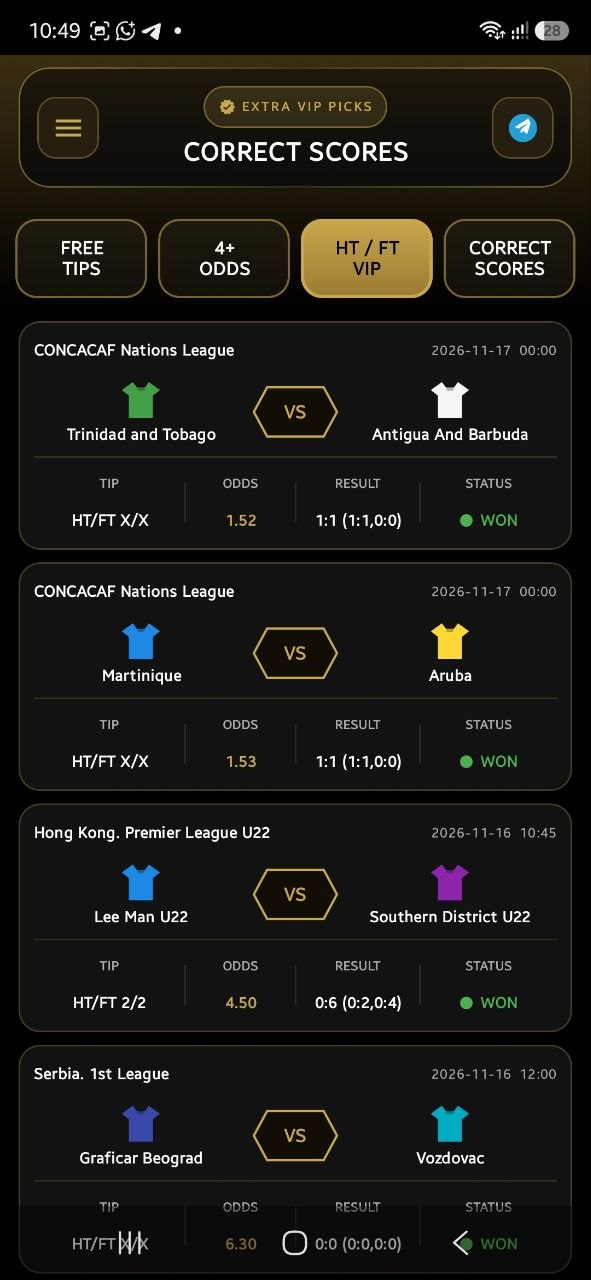 10:49
28
EXTRA VIP PICKS
CORRECT SCORES
FREE TIPS
4+ ODDS
HT / FT VIP
CORRECT SCORES
CONCACAF Nations League 2026-11-17 00:00
VS
Trinidad and Tobago Antigua And Barbuda
TIP ODDS RESULT STATUS
HT/FT X/X 1.52 1:1 (1:1,0:0) WON
CONCACAF Nations League 2026-11-17 00:00
VS
Martinique Aruba
TIP ODDS RESULT STATUS
HT/FT X/X 1.53 1:1 (1:1,0:0) WON
Hong Kong. Premier League U22 2026-11-16 10:45
VS
Lee Man U22 Southern District U22
TIP ODDS RESULT STATUS
HT/FT 2/2 4.50 0:6 (0:2,0:4) WON
Serbia. 1st League 2026-11-16 12:00
VS
Graficar Beograd Vozdovac
TIP ODDS RESULT STATUS
HT/FT X/X 6.30 0:0 (0:0,0:0) WON